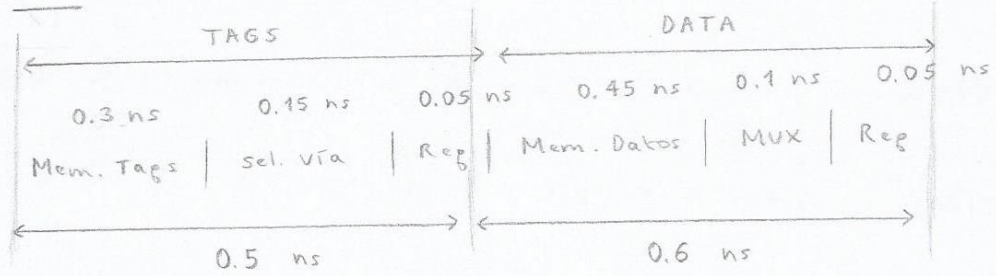 TAGS DATA
0.3 ns 0.15 ns 0.05 ns 0.45 ns 0.1 ns 0.05 ns
Mem. Tags sel. vía Reg Mem. Datos MUX Reg
0.5 ns 0.6 ns